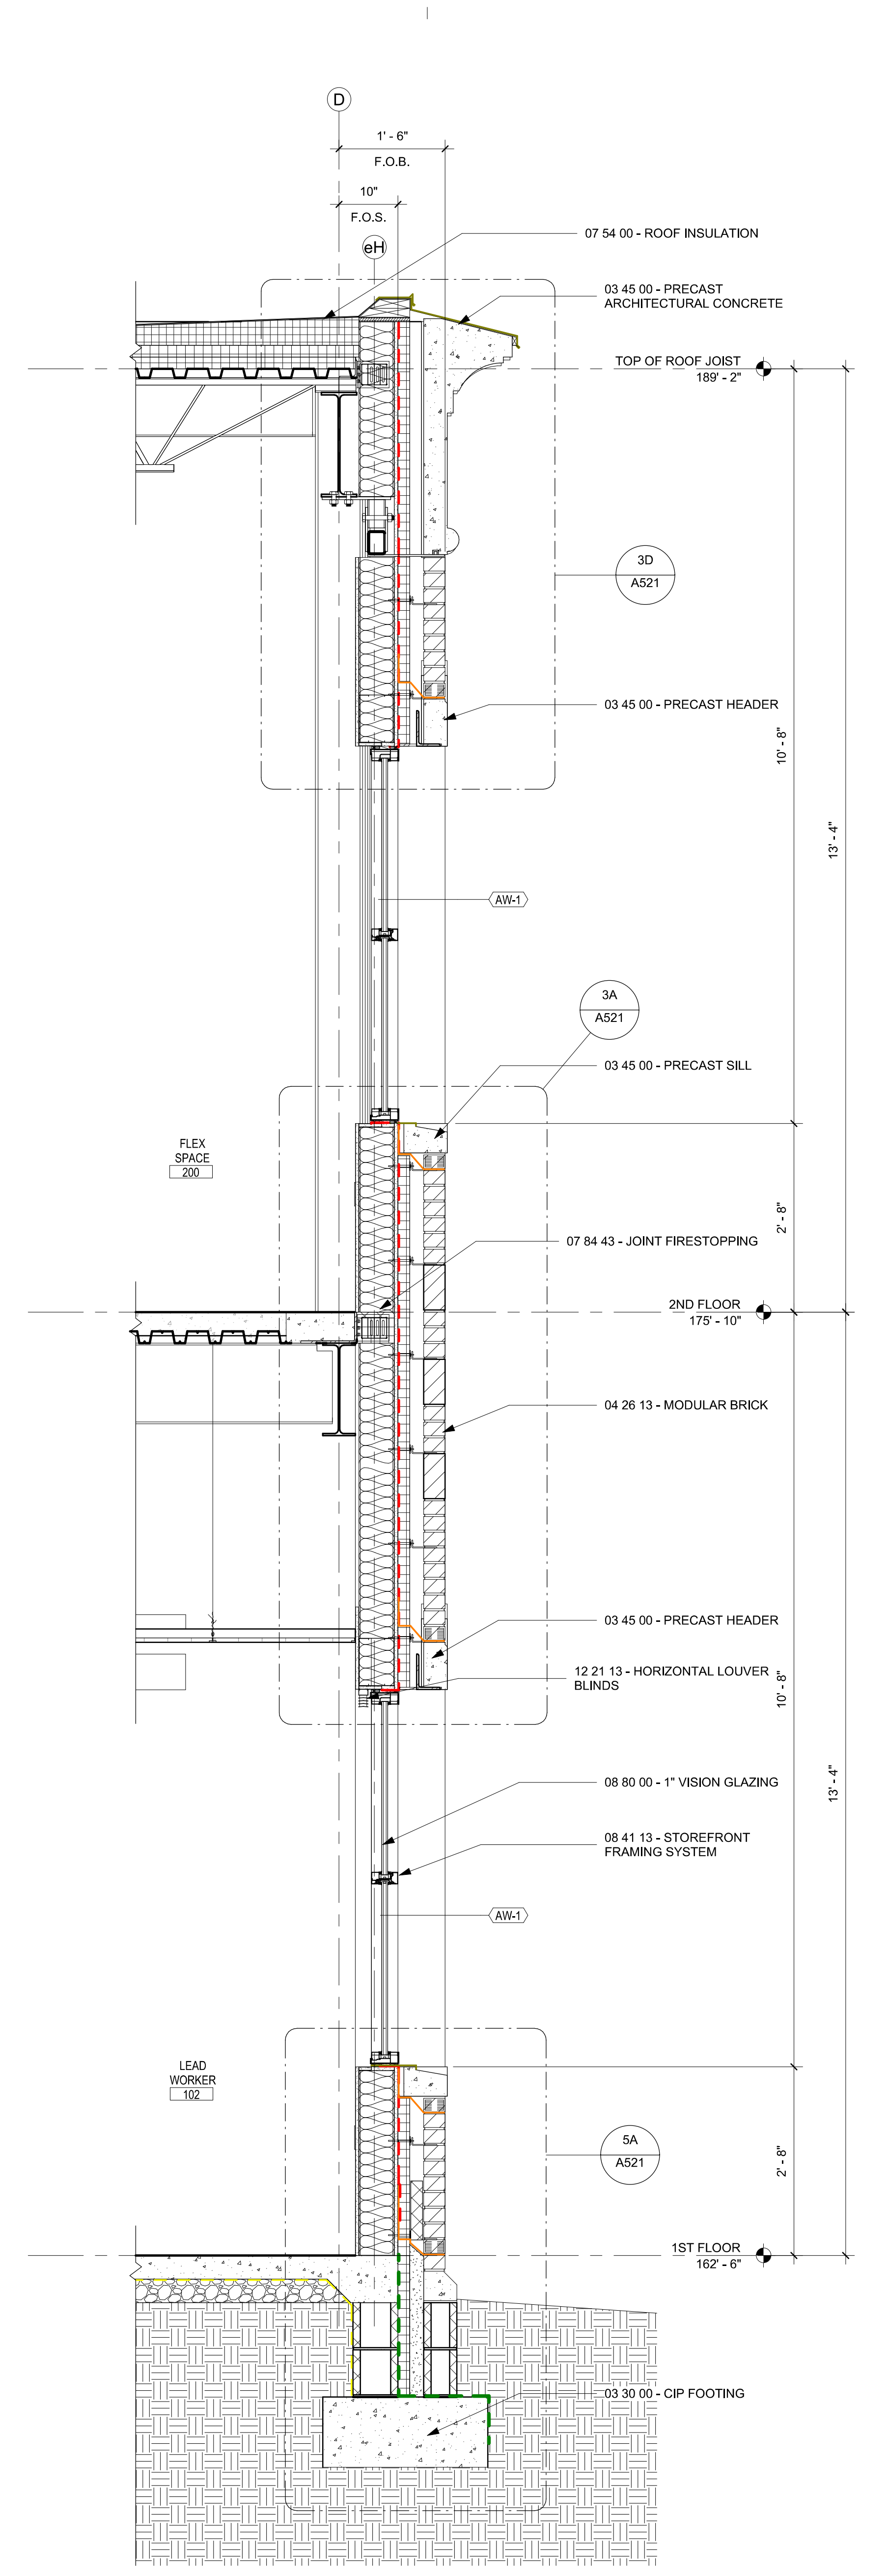 D
1' - 6"
F.O.B.
10"
F.O.S.
eH
07 54 00 - ROOF INSULATION
03 45 00 - PRECAST
ARCHITECTURAL CONCRETE
TOP OF ROOF JOIST
189' - 2"
3D
A521
03 45 00 - PRECAST HEADER
10' - 8"
13' - 4"
AW-1
3A
A521
03 45 00 - PRECAST SILL
FLEX
SPACE
200
2' - 8"
07 84 43 - JOINT FIRESTOPPING
2ND FLOOR
175' - 10"
04 26 13 - MODULAR BRICK
03 45 00 - PRECAST HEADER
12 21 13 - HORIZONTAL LOUVER
BLINDS
10' - 8"
08 80 00 - 1" VISION GLAZING
13' - 4"
08 41 13 - STOREFRONT
FRAMING SYSTEM
AW-1
LEAD
WORKER
102
5A
A521
2' - 8"
1ST FLOOR
162' - 6"
03 30 00 - CIP FOOTING